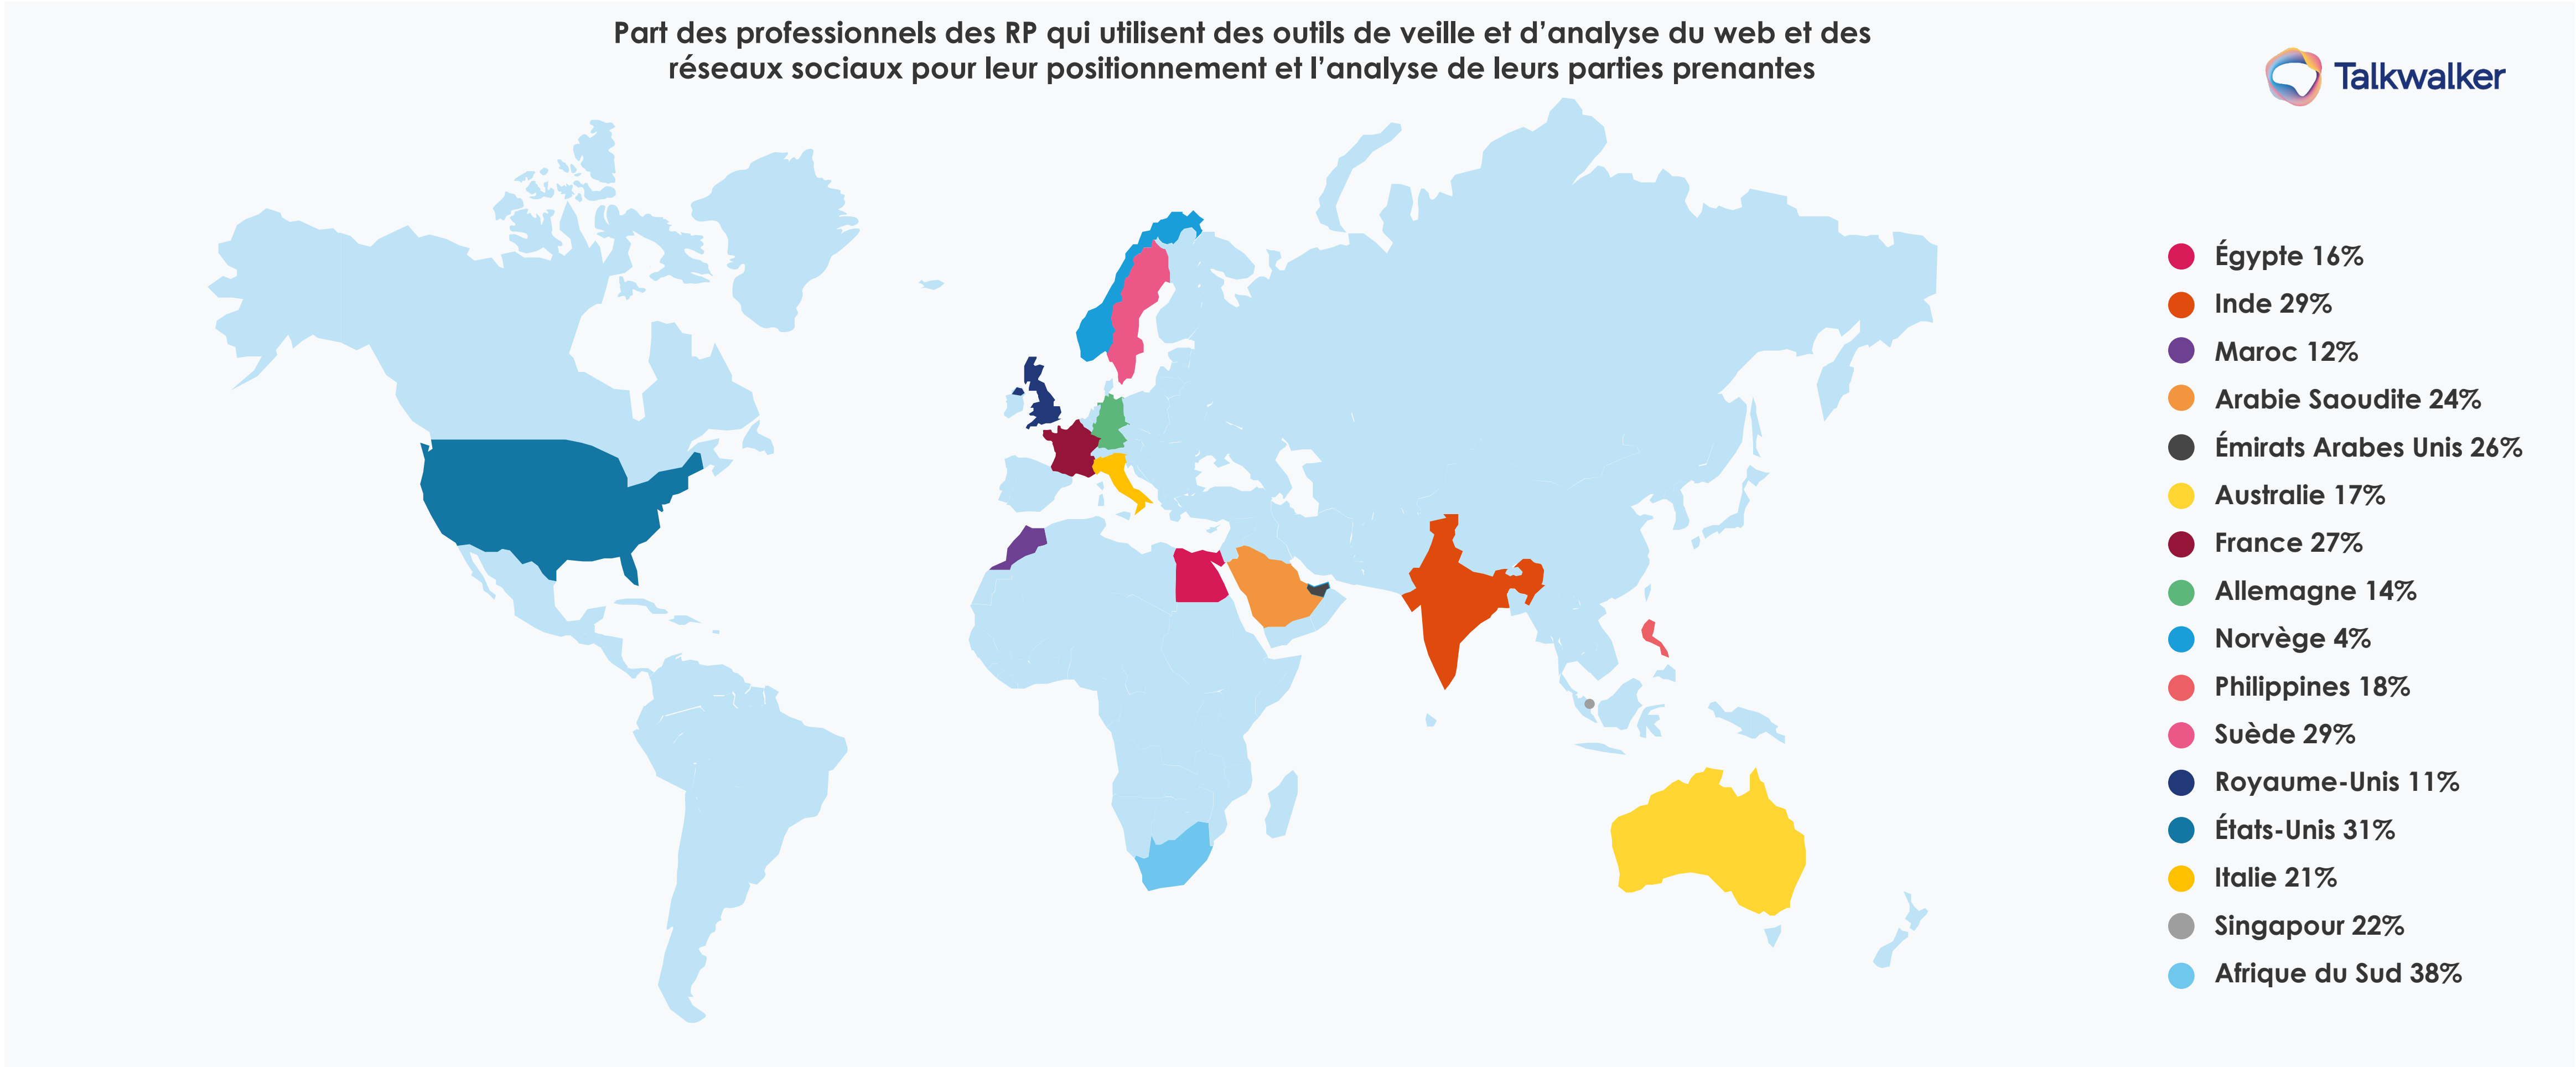 Part des professionnels des RP qui utilisent des outils de veille et d’analyse du web et des
réseaux sociaux pour leur positionnement et l’analyse de leurs parties prenantes
Talkwalker
Égypte 16%
Inde 29%
Maroc 12%
Arabie Saoudite 24%
Émirats Arabes Unis 26%
Australie 17%
France 27%
Allemagne 14%
Norvège 4%
Philippines 18%
Suède 29%
Royaume-Unis 11%
États-Unis 31%
Italie 21%
Singapour 22%
Afrique du Sud 38%